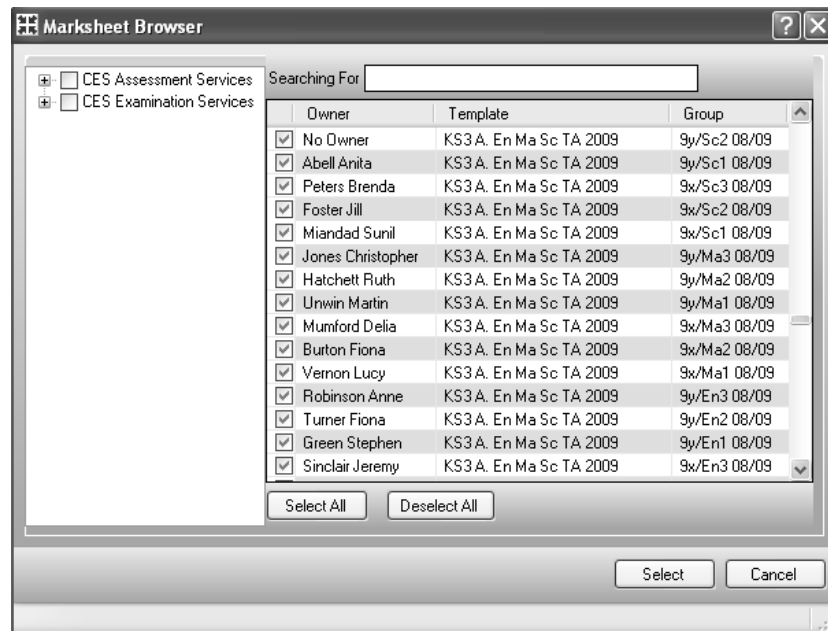 Marksheet Browser
CES Assessment Services
CES Examination Services
Searching For
Owner Template Group
No Owner KS3 A. En Ma Sc TA 2009 9y/Sc2 08/09
Abell Anita KS3 A. En Ma Sc TA 2009 9y/Sc1 08/09
Peters Brenda KS3 A. En Ma Sc TA 2009 9x/Sc3 08/09
Foster Jill KS3 A. En Ma Sc TA 2009 9x/Sc2 08/09
Miandad Sunil KS3 A. En Ma Sc TA 2009 9x/Sc1 08/09
Jones Christopher KS3 A. En Ma Sc TA 2009 9y/Ma3 08/09
Hatchett Ruth KS3 A. En Ma Sc TA 2009 9y/Ma2 08/09
Unwin Martin KS3 A. En Ma Sc TA 2009 9y/Ma1 08/09
Mumford Delia KS3 A. En Ma Sc TA 2009 9x/Ma3 08/09
Burton Fiona KS3 A. En Ma Sc TA 2009 9x/Ma2 08/09
Vernon Lucy KS3 A. En Ma Sc TA 2009 9x/Ma1 08/09
Robinson Anne KS3 A. En Ma Sc TA 2009 9y/En3 08/09
Turner Fiona KS3 A. En Ma Sc TA 2009 9y/En2 08/09
Green Stephen KS3 A. En Ma Sc TA 2009 9y/En1 08/09
Sinclair Jeremy KS3 A. En Ma Sc TA 2009 9x/En3 08/09
Select All Deselect All
Select Cancel